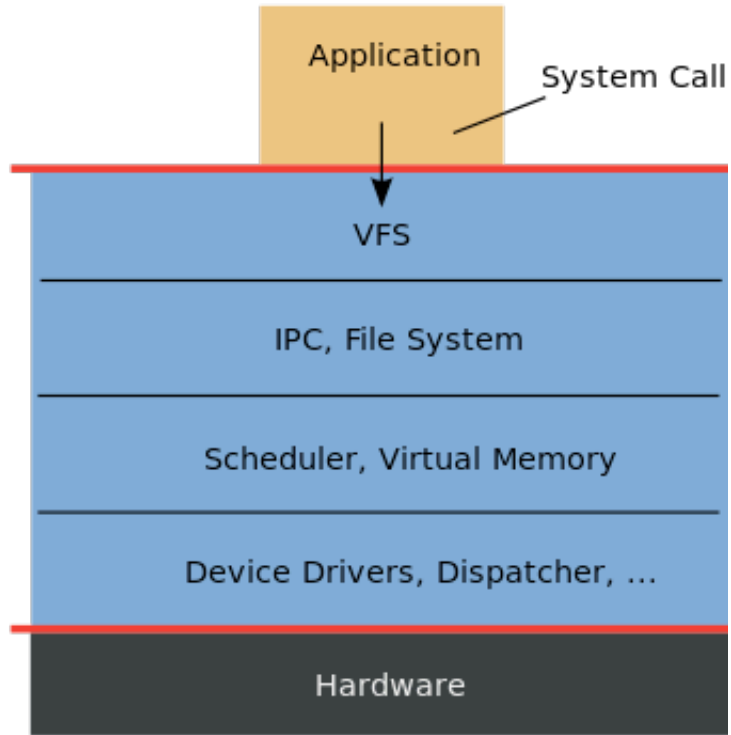 Application
System Call
VFS
IPC, File System
Scheduler, Virtual Memory
Device Drivers, Dispatcher, ...
Hardware